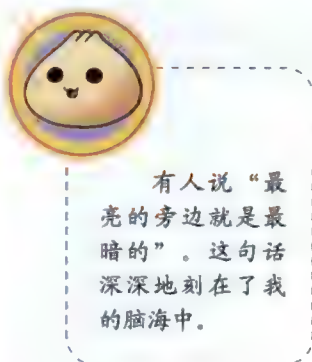 有人说“最
亮的旁边就是最
暗的”。这句话
深深地刻在了我
的脑海中。